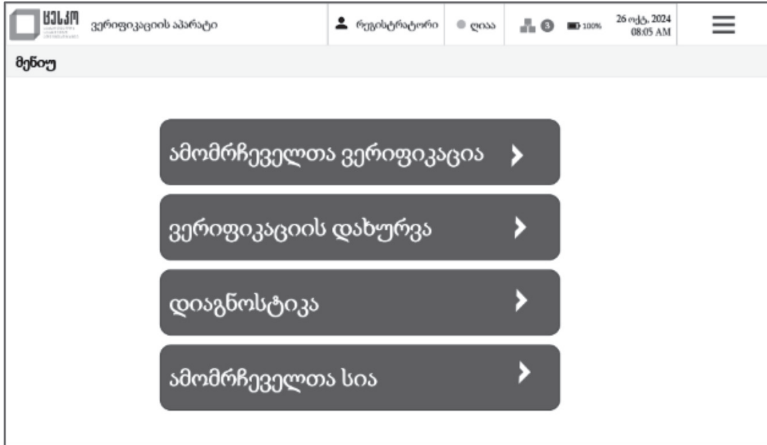 ცესკო
ვერიფიკაციის აპარატი
რეგისტრატორი
ღიაა
100%
26 ოქტ, 2024
08:05 AM
მენიუ
ამომრჩეველთა ვერიფიკაცია
ვერიფიკაციის დახურვა
დიაგნოსტიკა
ამომრჩეველთა სია